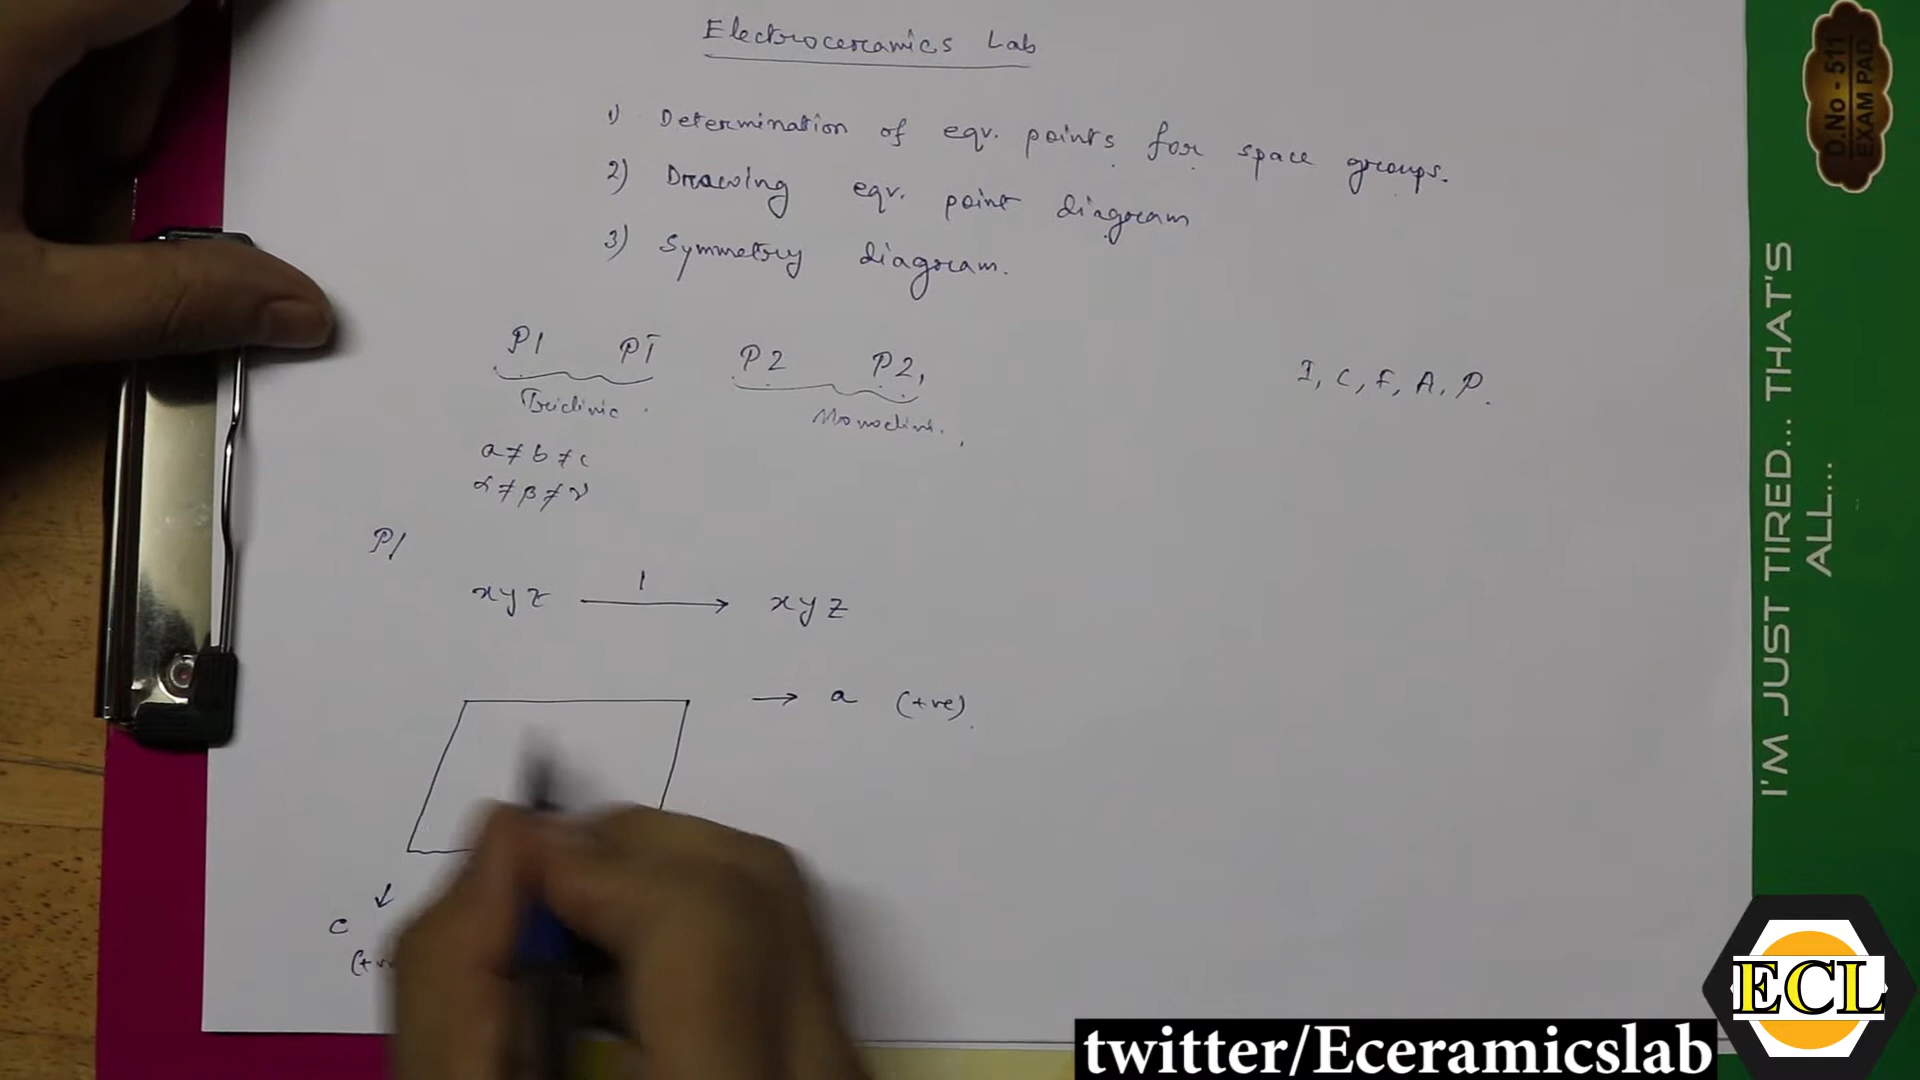 Electroceramics Lab
1) Determination of eqv. points for space groups.
2) Drawing eqv. point diagram
3) Symmetry diagram.
P1 P1̅ P2 P2₁
I, C, F, A, P.
Triclinic Monoclini.
a ≠ b ≠ c
α ≠ β ≠ γ
P1
xyz 1 → xyz
→ a (+ve)
c
D.No - 511
EXAM PAD
I'M JUST TIRED... THAT'S
ALL...
ECL
twitter/Eceramicslab